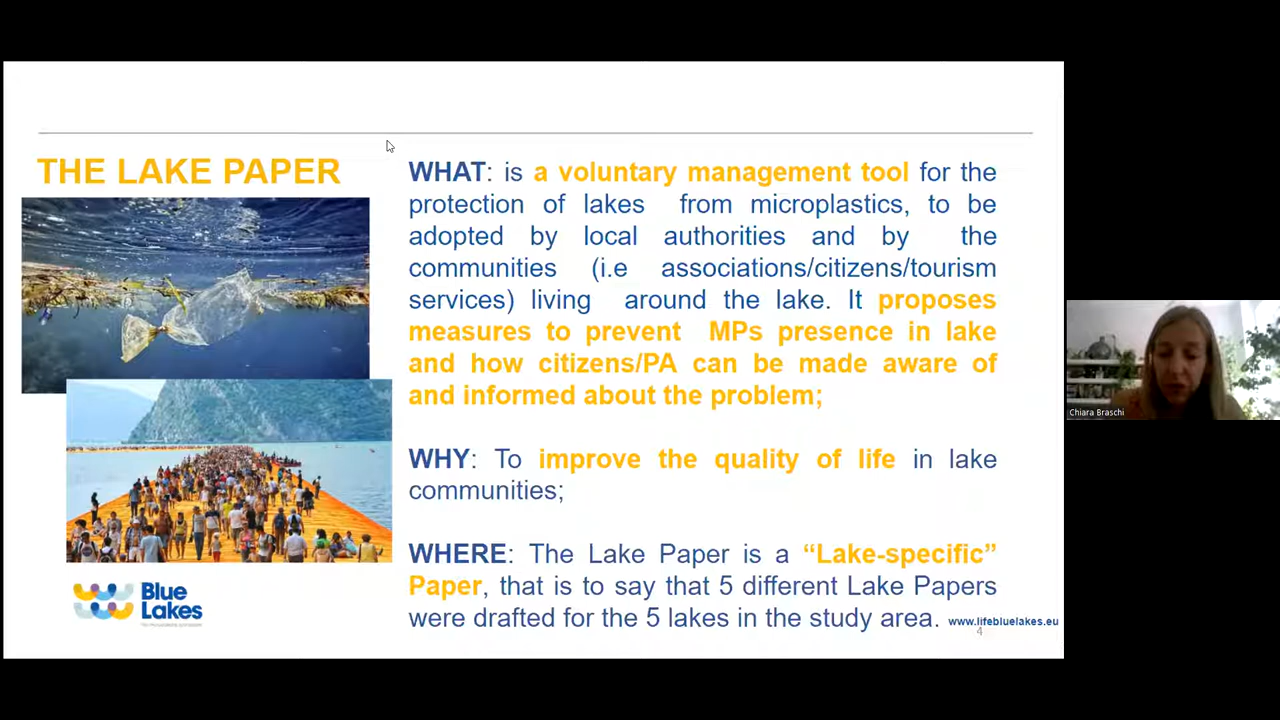 THE LAKE PAPER
WHAT: is a voluntary management tool for the
protection of lakes from microplastics, to be
adopted by local authorities and by the
communities (i.e associations/citizens/tourism
services) living around the lake. It proposes
measures to prevent MPs presence in lake
and how citizens/PA can be made aware of
and informed about the problem;
WHY: To improve the quality of life in lake
communities;
WHERE: The Lake Paper is a “Lake-specific”
Paper, that is to say that 5 different Lake Papers
were drafted for the 5 lakes in the study area.
Blue
Lakes
www.lifebluelakes.eu
4
Chiara Braschi